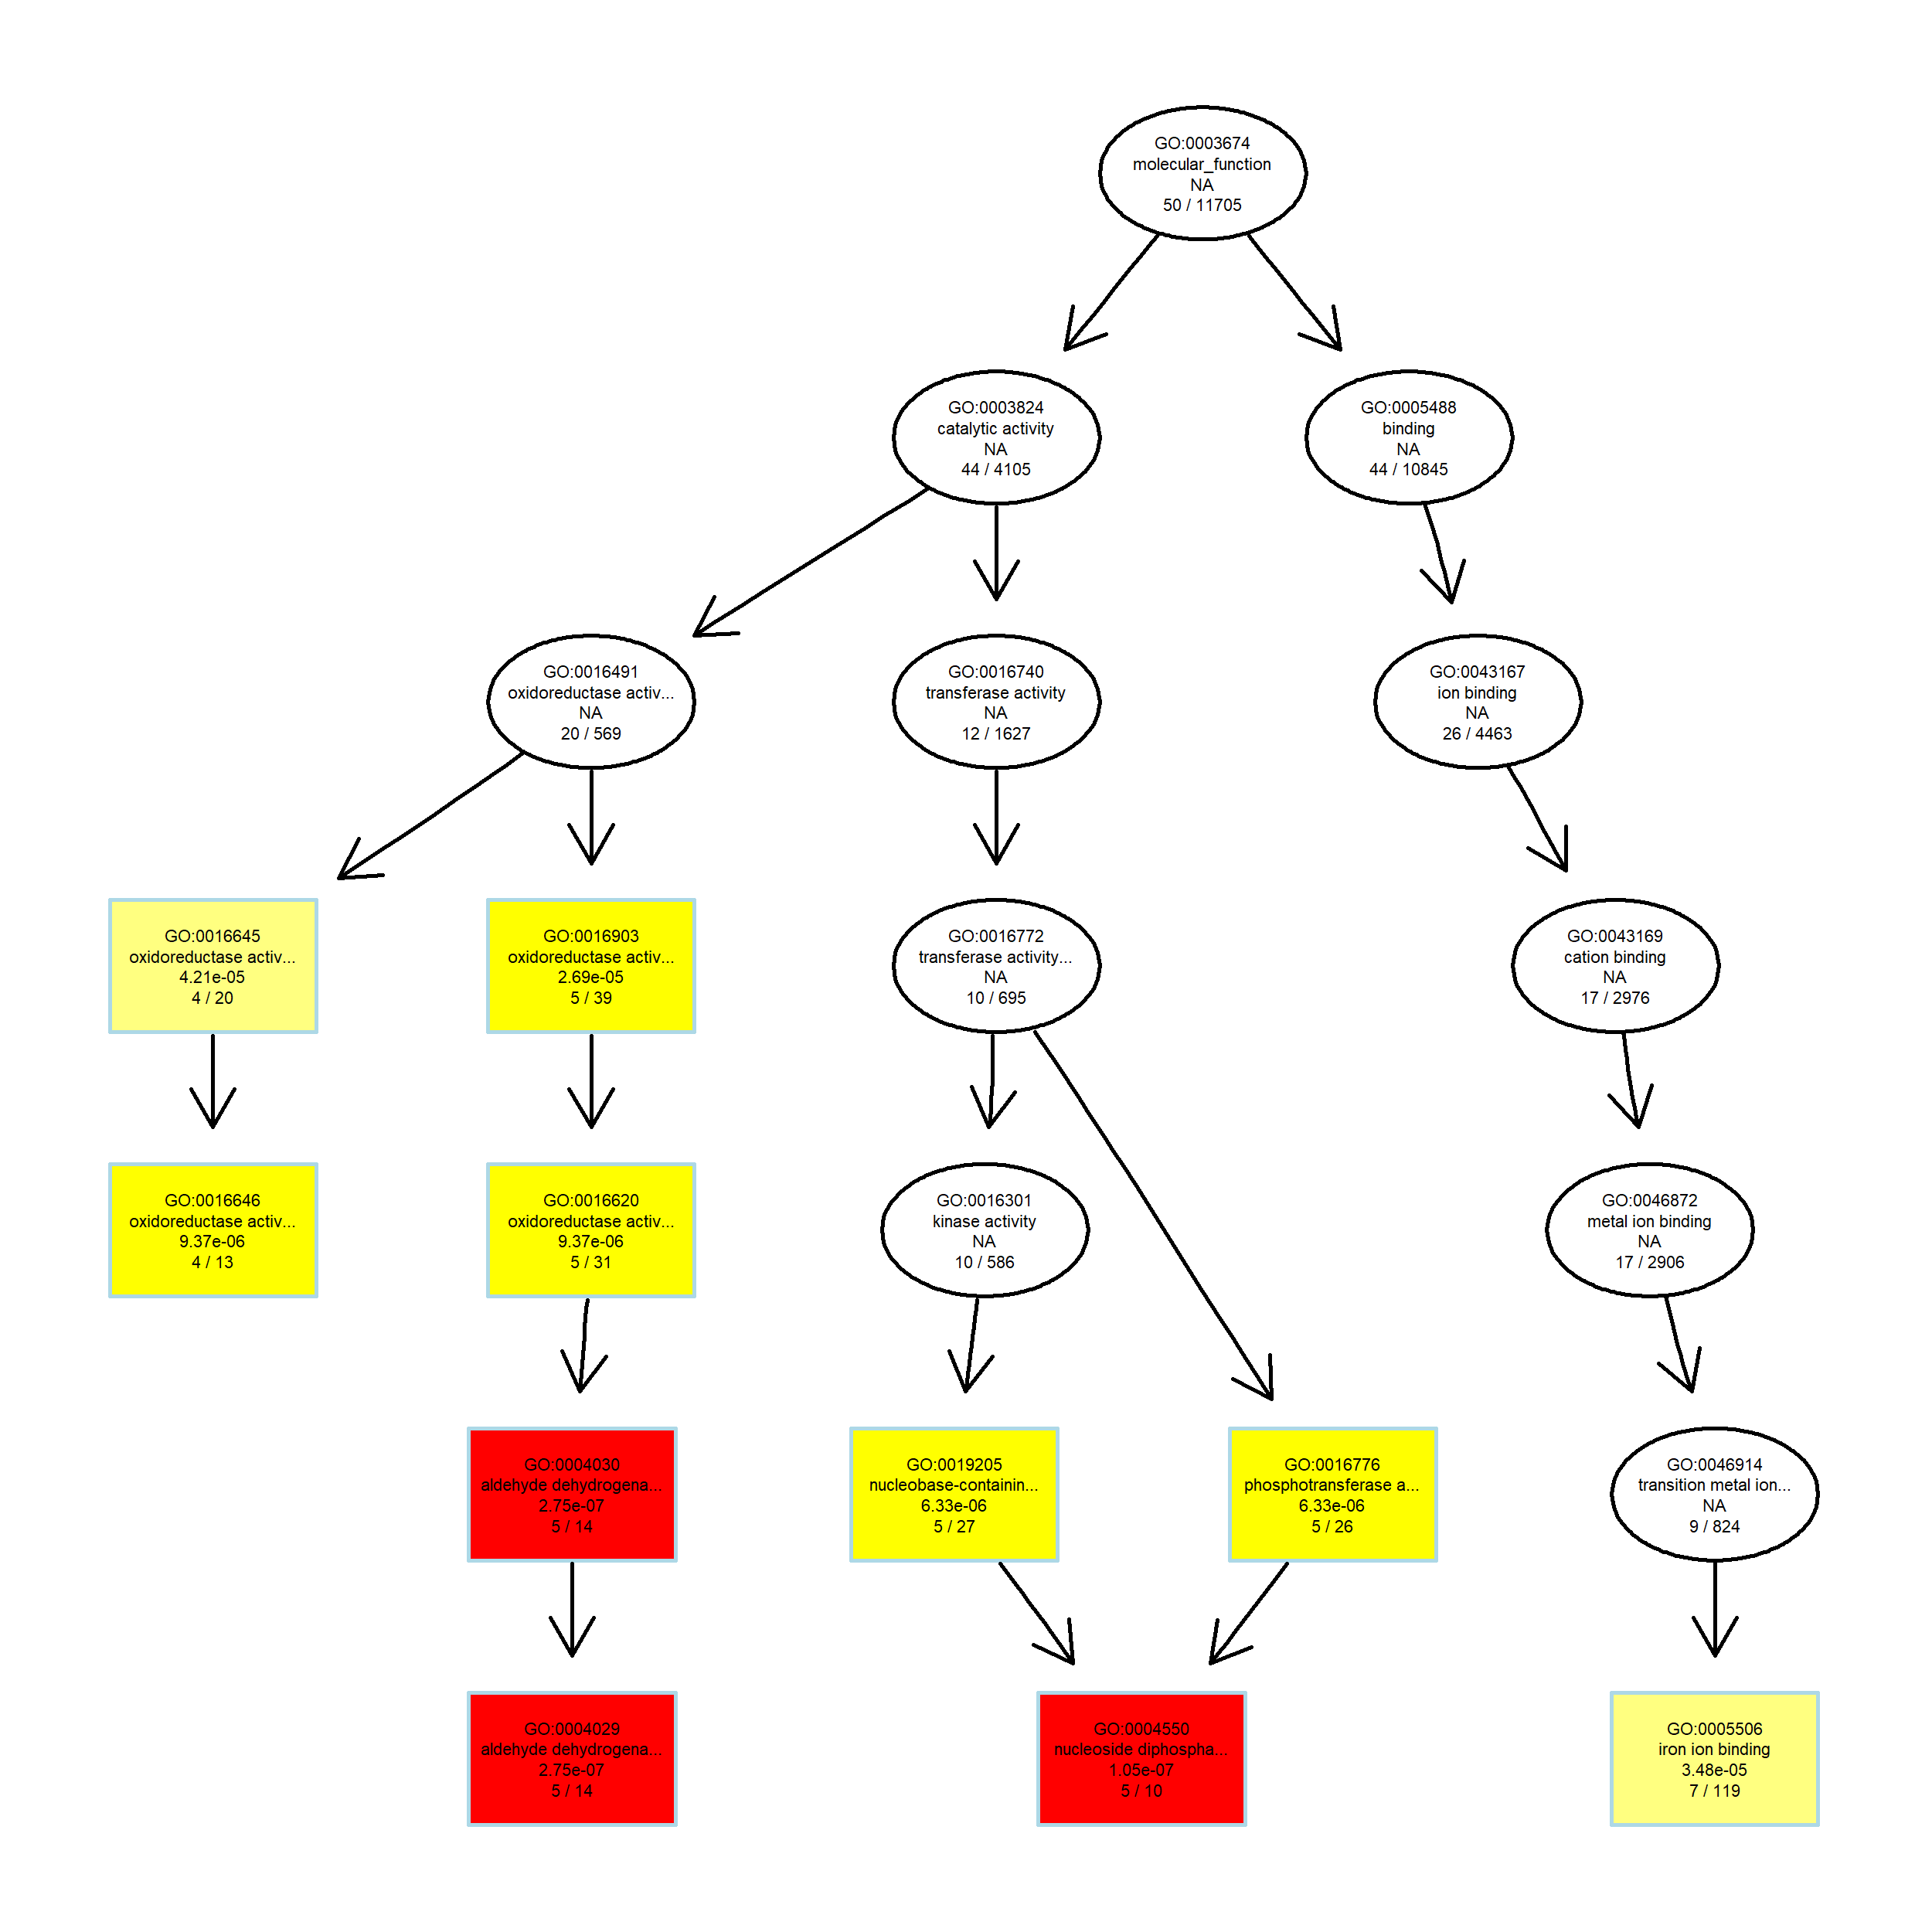 GO:0003674
molecular_function
NA
50 / 11705
GO:0003824
catalytic activity
NA
44 / 4105
GO:0005488
binding
NA
44 / 10845
GO:0016491
oxidoreductase activ...
NA
20 / 569
GO:0016740
transferase activity
NA
12 / 1627
GO:0043167
ion binding
NA
26 / 4463
GO:0016645
oxidoreductase activ...
4.21e-05
4 / 20
GO:0016903
oxidoreductase activ...
2.69e-05
5 / 39
GO:0016772
transferase activity...
NA
10 / 695
GO:0043169
cation binding
NA
17 / 2976
GO:0016646
oxidoreductase activ...
9.37e-06
4 / 13
GO:0016620
oxidoreductase activ...
9.37e-06
5 / 31
GO:0016301
kinase activity
NA
10 / 586
GO:0046872
metal ion binding
NA
17 / 2906
GO:0004030
aldehyde dehydrogena...
2.75e-07
5 / 14
GO:0019205
nucleobase-containin...
6.33e-06
5 / 27
GO:0016776
phosphotransferase a...
6.33e-06
5 / 26
GO:0046914
transition metal ion...
NA
9 / 824
GO:0004029
aldehyde dehydrogena...
2.75e-07
5 / 14
GO:0004550
nucleoside diphospha...
1.05e-07
5 / 10
GO:0005506
iron ion binding
3.48e-05
7 / 119